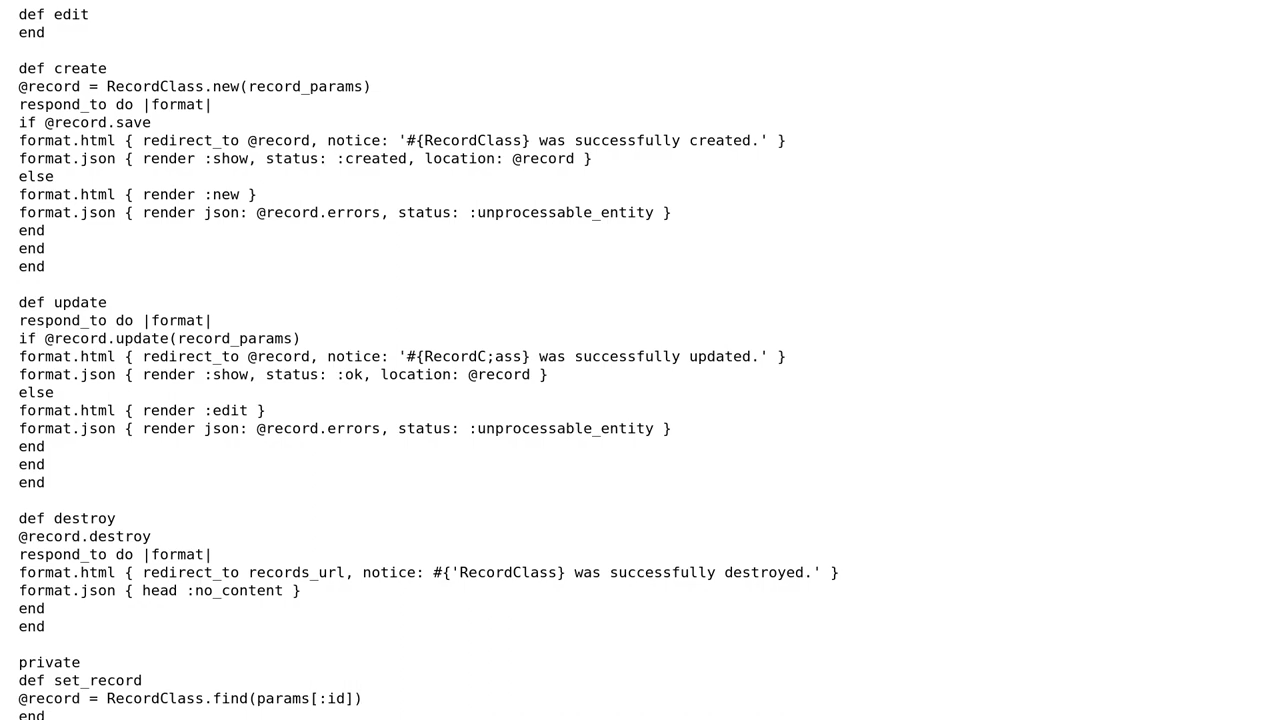 def edit
end

def create
@record = RecordClass.new(record_params)
respond_to do |format|
if @record.save
format.html { redirect_to @record, notice: '#{RecordClass} was successfully created.' }
format.json { render :show, status: :created, location: @record }
else
format.html { render :new }
format.json { render json: @record.errors, status: :unprocessable_entity }
end
end
end

def update
respond_to do |format|
if @record.update(record_params)
format.html { redirect_to @record, notice: '#{RecordC;ass} was successfully updated.' }
format.json { render :show, status: :ok, location: @record }
else
format.html { render :edit }
format.json { render json: @record.errors, status: :unprocessable_entity }
end
end
end

def destroy
@record.destroy
respond_to do |format|
format.html { redirect_to records_url, notice: #{'RecordClass} was successfully destroyed.' }
format.json { head :no_content }
end
end

private
def set_record
@record = RecordClass.find(params[:id])
end